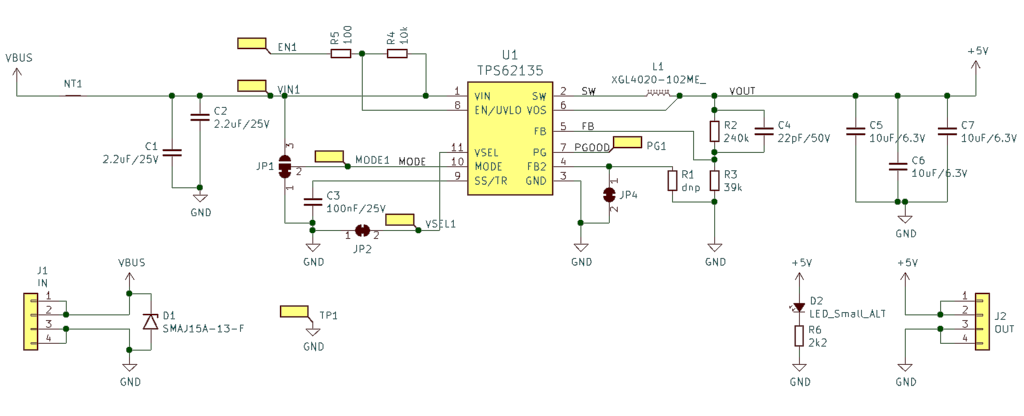 VBUS
NT1
EN1
R5
100
R4
10k
VIN1
C2
2.2uF/25V
C1
2.2uF/25V
GND
JP1
3
2
1
MODE1
MODE
C3
100nF/25V
JP2
1
2
VSEL1
GND
U1
TPS62135
1
VIN
8
EN/UVLO
11
VSEL
10
MODE
9
SS/TR
SW
2
VOS
6
FB
5
PG
7
FB2
4
GND
3
SW
FB
PGOOD
PG1
L1
XGL4020-102ME_
VOUT
+5V
R2
240k
C4
22pF/50V
R1
dnp
R3
39k
JP4
1
2
GND
GND
C5
10uF/6.3V
C6
10uF/6.3V
C7
10uF/6.3V
GND
J1
IN
1
2
3
4
VBUS
D1
SMAJ15A-13-F
GND
TP1
GND
+5V
D2
LED_Small_ALT
R6
2k2
GND
+5V
1
2
3
4
J2
OUT
GND